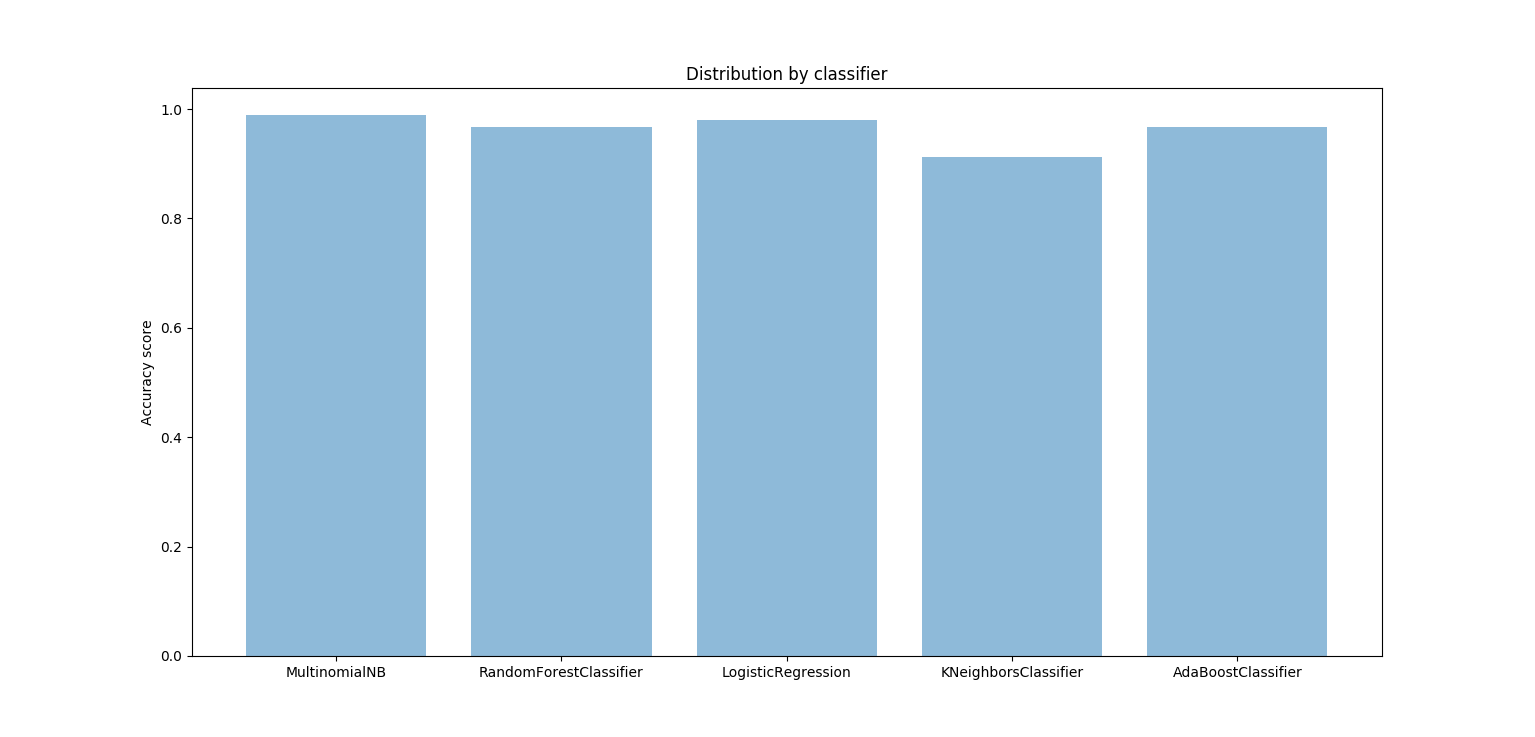 Distribution by classifier
Accuracy score
1.0
0.8
0.6
0.4
0.2
0.0
MultinomialNB RandomForestClassifier LogisticRegression KNeighborsClassifier AdaBoostClassifier